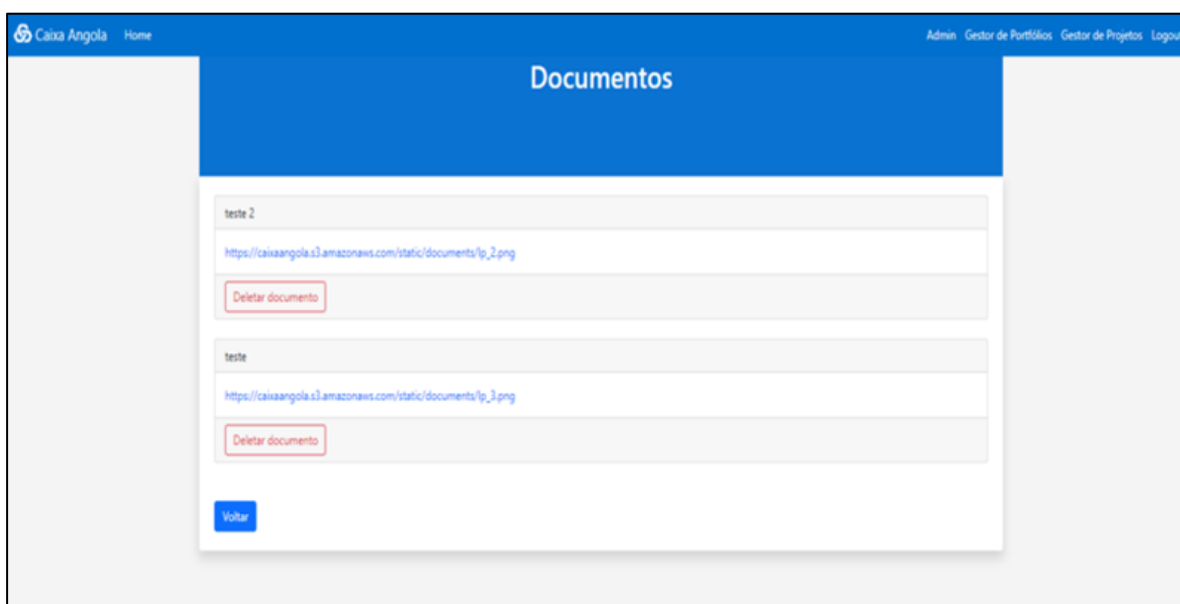 Caixa Angola Home Admin Gestor de Portfólios Gestor de Projetos Logout
Documentos
teste 2
https://caixaangola.s3.amazonaws.com/static/documents/lp_2.png
Deletar documento
teste
https://caixaangola.s3.amazonaws.com/static/documents/lp_3.png
Deletar documento
Voltar